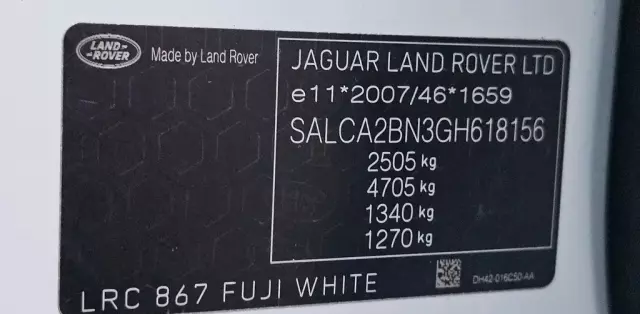 LAND-
-ROVER
Made by Land Rover
JAGUAR LAND ROVER LTD
e11*2007/46*1659
SALCA2BN3GH618156
2505 kg
4705 kg
1340 kg
1270 kg
LRC 867 FUJI WHITE
DH42-016C50-AA